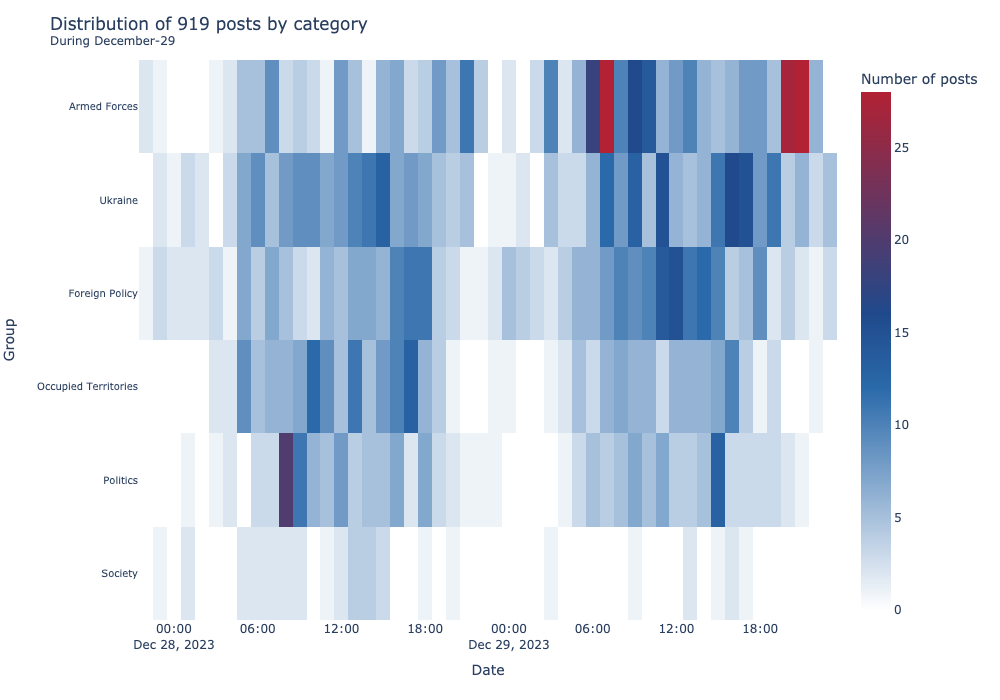 Distribution of 919 posts by category
During December-29
Number of posts
Armed Forces
Ukraine
Foreign Policy
Occupied Territories
Politics
Society
Group
25
20
15
10
5
0
00:00 06:00 12:00 18:00 00:00 06:00 12:00 18:00
Dec 28, 2023 Dec 29, 2023
Date